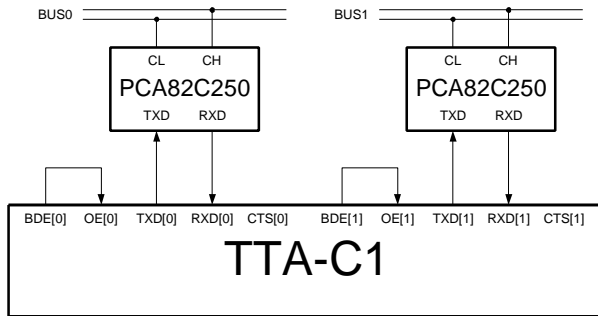 BUS0 BUS1
CL CH CL CH
PCA82C250 PCA82C250
TXD RXD TXD RXD
BDE[0] OE[0] TXD[0] RXD[0] CTS[0] BDE[1] OE[1] TXD[1] RXD[1] CTS[1]
TTA-C1